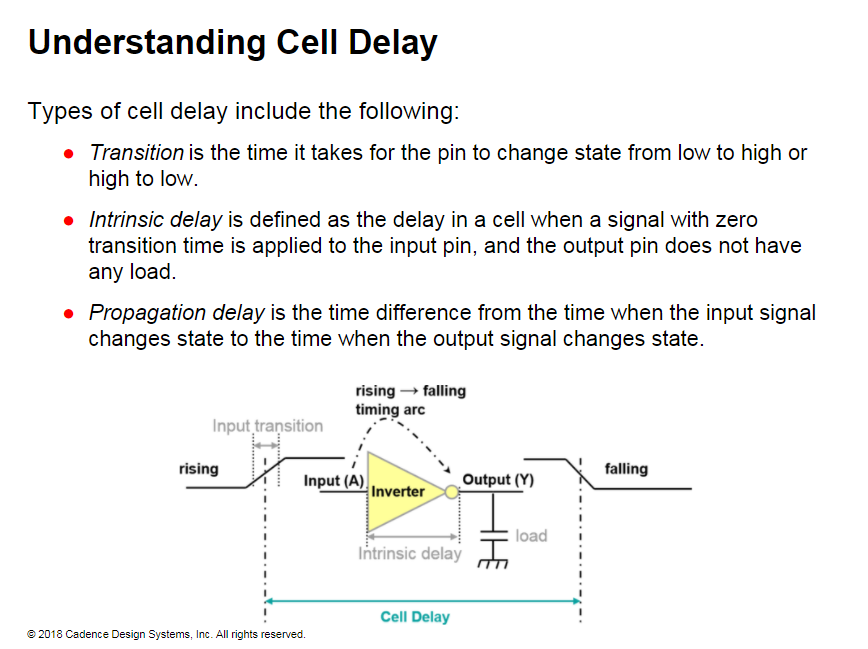 Understanding Cell Delay
Types of cell delay include the following:
● Transition is the time it takes for the pin to change state from low to high or
high to low.
● Intrinsic delay is defined as the delay in a cell when a signal with zero
transition time is applied to the input pin, and the output pin does not have
any load.
● Propagation delay is the time difference from the time when the input signal
changes state to the time when the output signal changes state.
rising → falling
timing arc
Input transition
rising
Input (A)
Inverter
Output (Y)
falling
load
Intrinsic delay
Cell Delay
© 2018 Cadence Design Systems, Inc. All rights reserved.